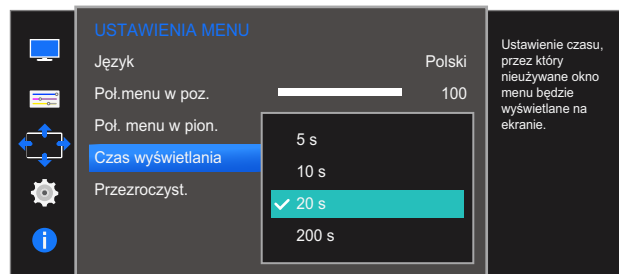 USTAWIENIA MENU
Język Polski
Poł.menu w poz. 100
Poł. menu w pion.
Czas wyświetlania
Przezroczyst.
5 s
10 s
20 s
200 s
Ustawienie czasu,
przez który
nieużywane okno
menu będzie
wyświetlane na
ekranie.